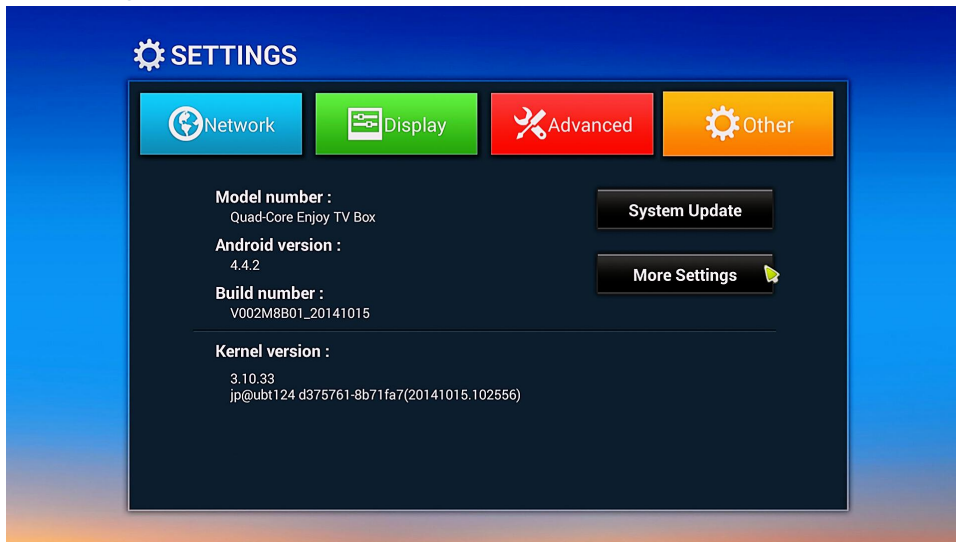 SETTINGS
Network
Display
Advanced
Other
Model number :
Quad-Core Enjoy TV Box
System Update
Android version :
4.4.2
More Settings
Build number :
V002M8B01_20141015
Kernel version :
3.10.33
jp@ubt124 d375761-8b71fa7(20141015.102556)